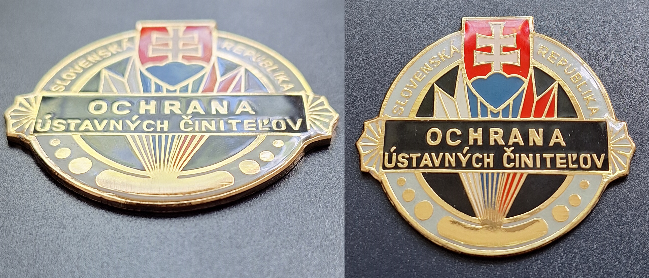 SLOVENSKÁ REPUBLIKA
OCHRANA
ÚSTAVNÝCH ČINITEĽOV
SLOVENSKÁ REPUBLIKA
OCHRANA
ÚSTAVNÝCH ČINITEĽOV